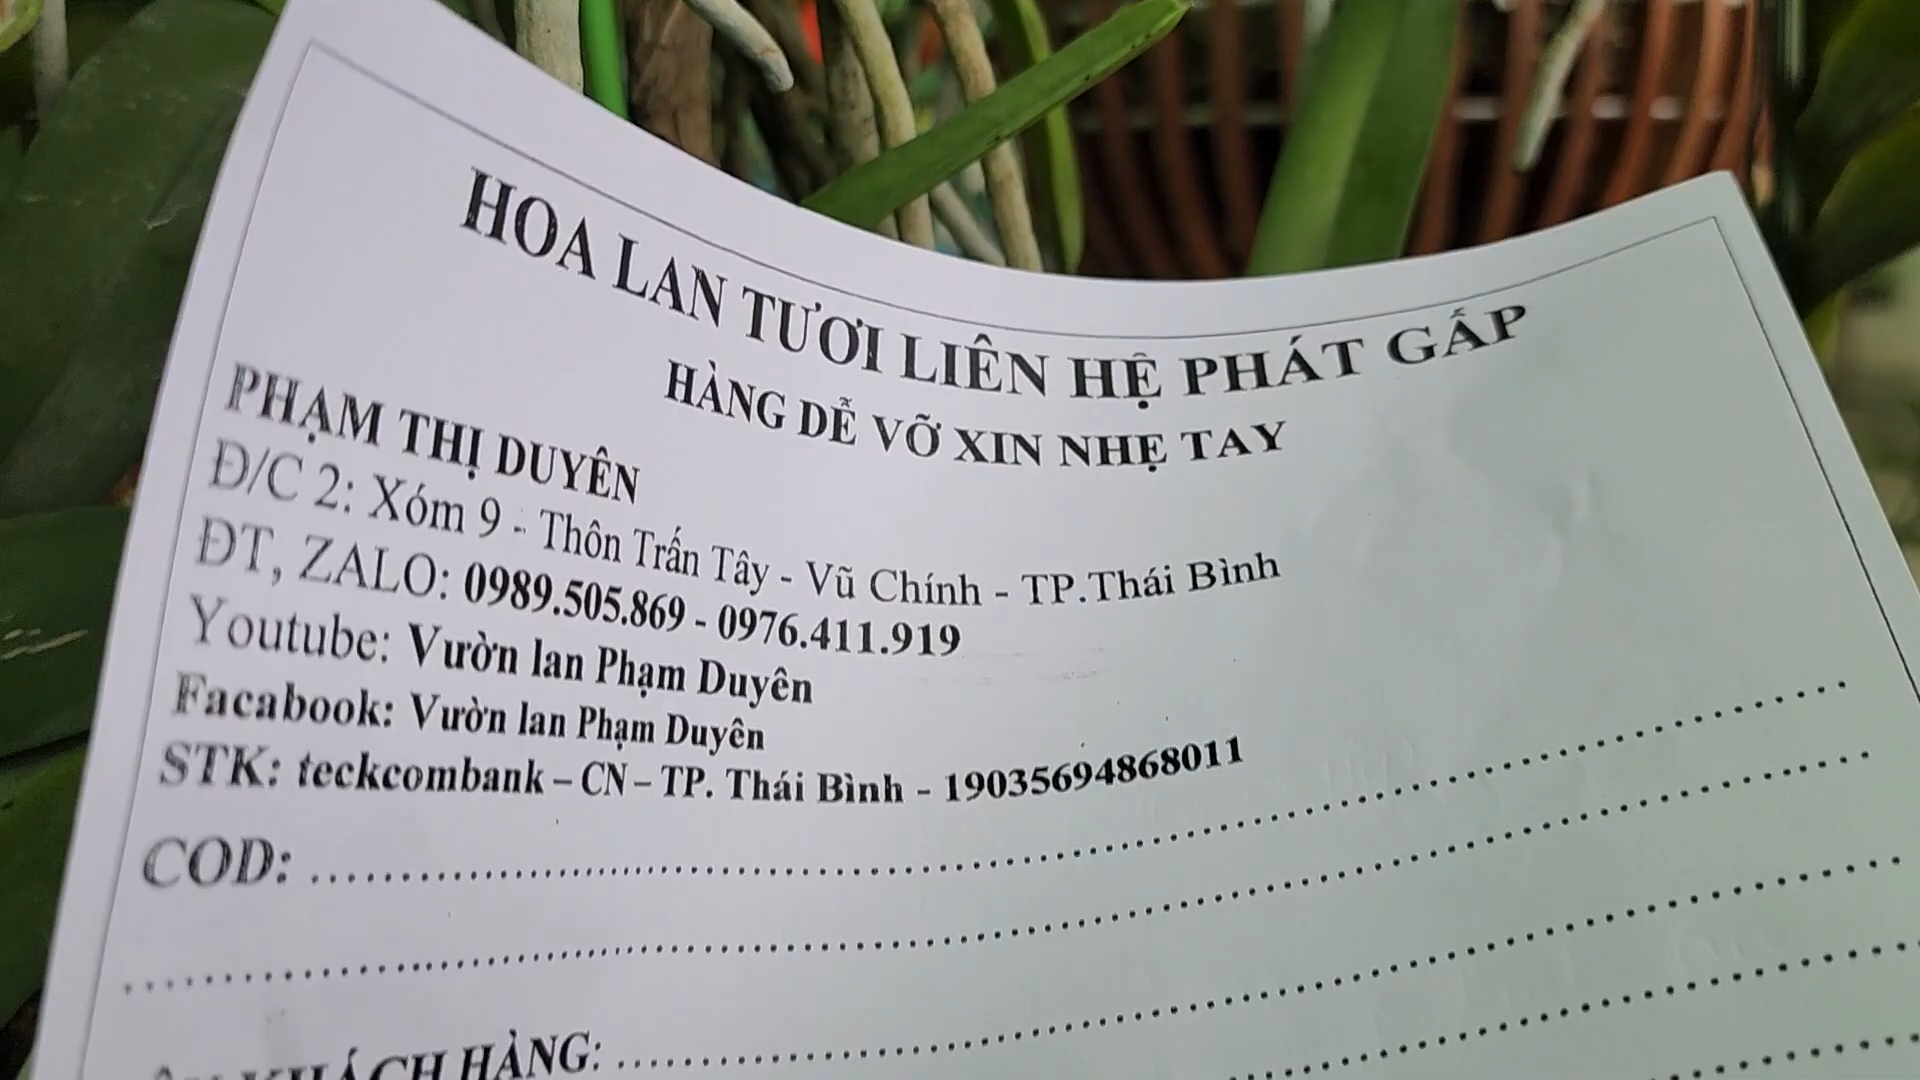 HOA LAN TƯƠI LIÊN HỆ PHÁT GẤP
HÀNG DỄ VỠ XIN NHẸ TAY
PHẠM THỊ DUYÊN
Đ/C 2: Xóm 9 - Thôn Trấn Tây - Vũ Chính - TP.Thái Bình
ĐT, ZALO: 0989.505.869 - 0976.411.919
Youtube: Vườn lan Phạm Duyên
Facabook: Vườn lan Phạm Duyên
STK: teckcombank – CN – TP. Thái Bình - 19035694868011
COD:
KHÁCH HÀNG: